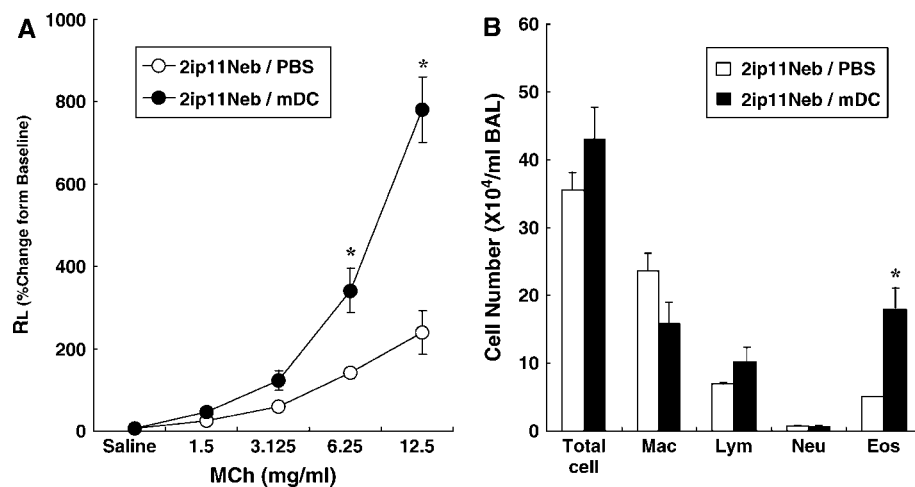 A
1000
800
600
400
200
0
RL (%Change form Baseline)
2ip11Neb / PBS
2ip11Neb / mDC
*
*
Saline 1.5 3.125 6.25 12.5
MCh (mg/ml)
B
60
50
40
30
20
10
0
Cell Number (X10⁴/ml BAL)
2ip11Neb / PBS
2ip11Neb / mDC
*
Total Mac Lym Neu Eos
cell